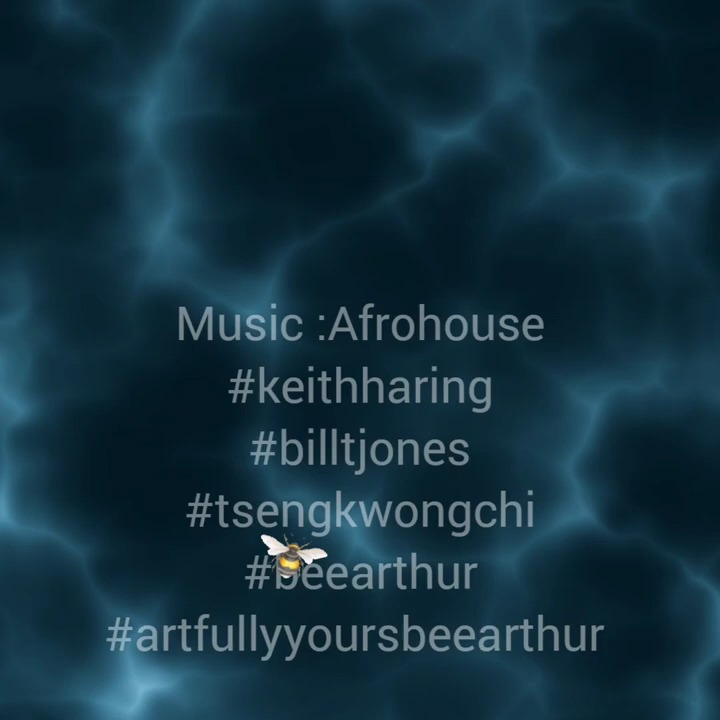 Music :Afrohouse
#keithharing
#billtjones
#tsengkwongchi
#beearthur
#artfullyyoursbeearthur